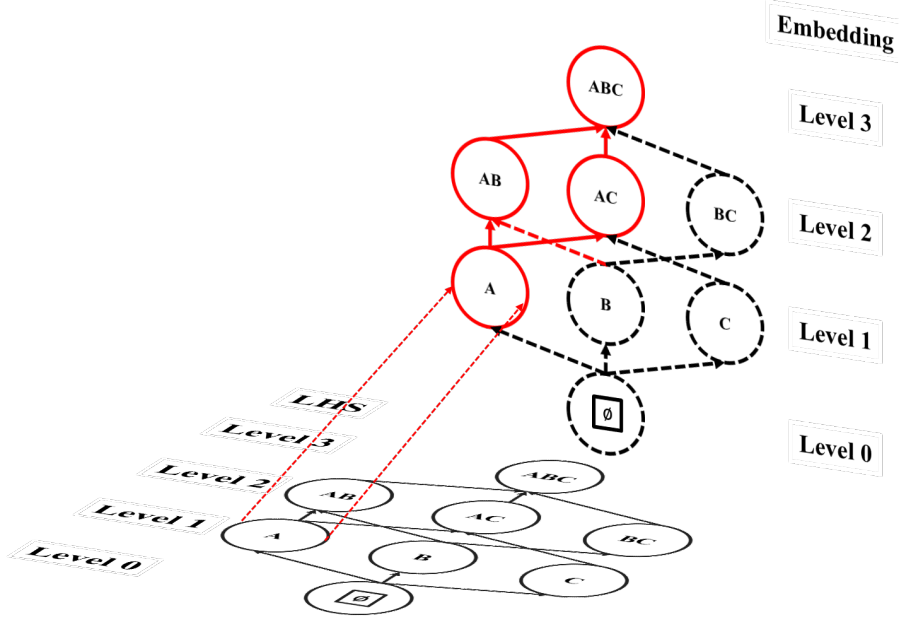 Embedding
ABC
Level 3
AB
AC
BC
Level 2
A
B
C
Level 1
∅
Level 0
LHS
Level 3
Level 2
ABC
AB
AC
BC
Level 1
A
B
C
Level 0
∅